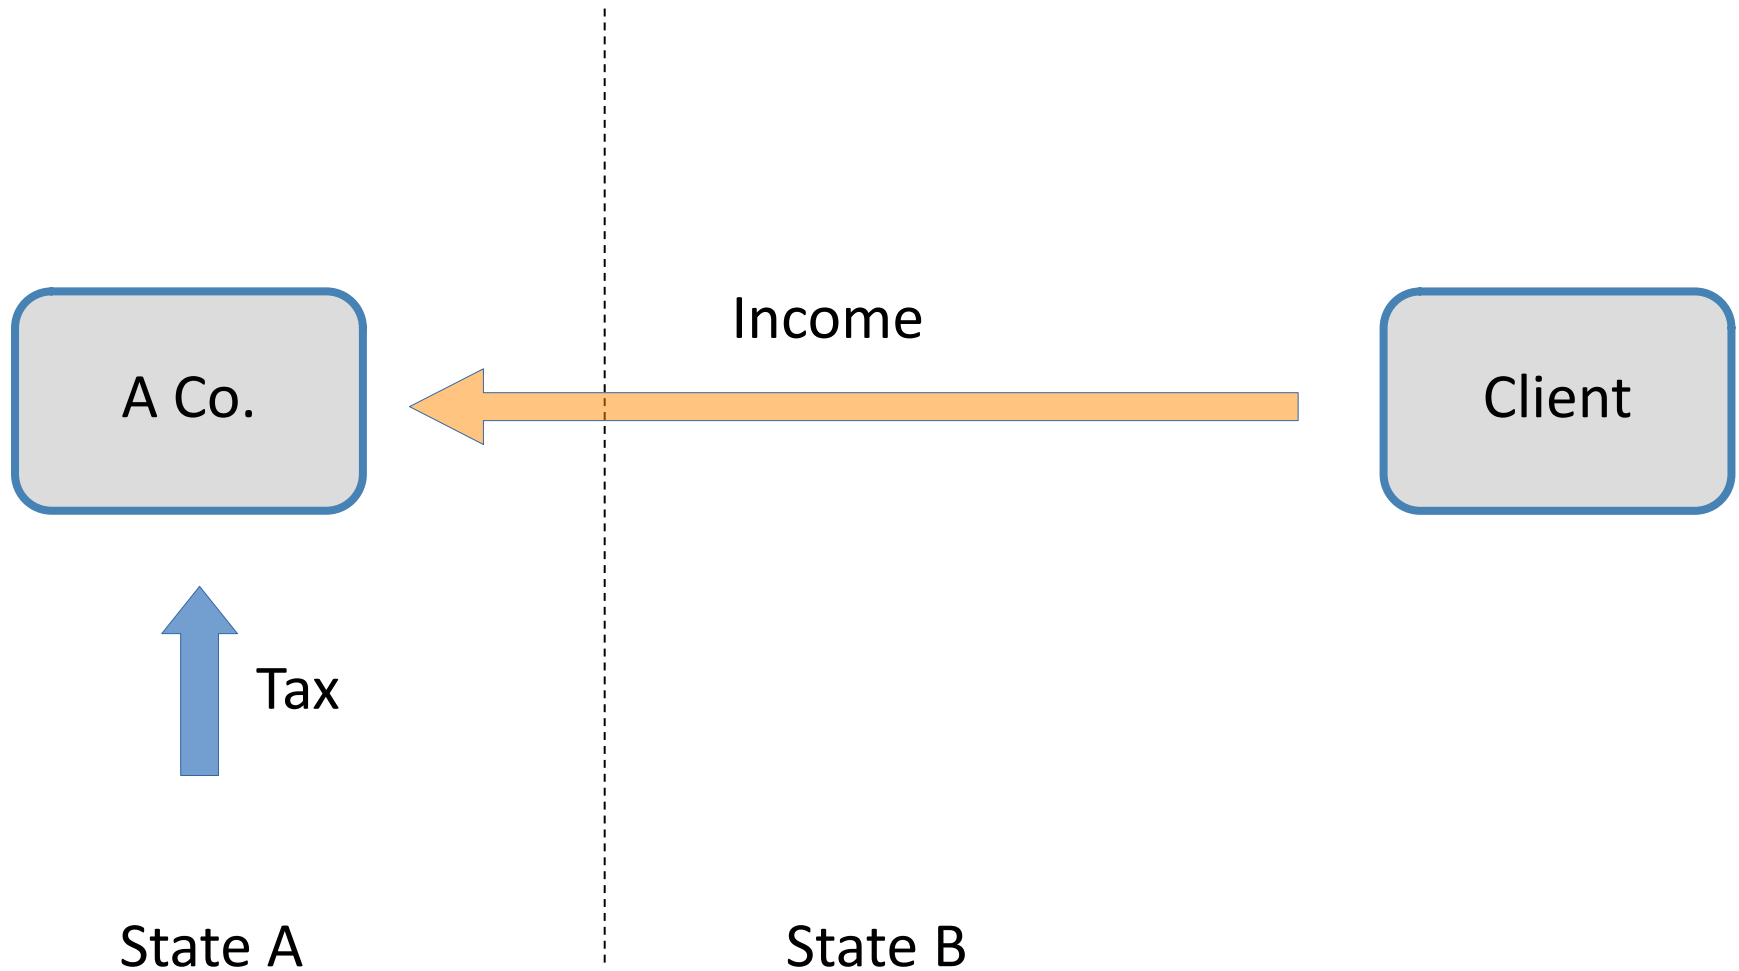 Income
A Co.
Client
Tax
State A
State B